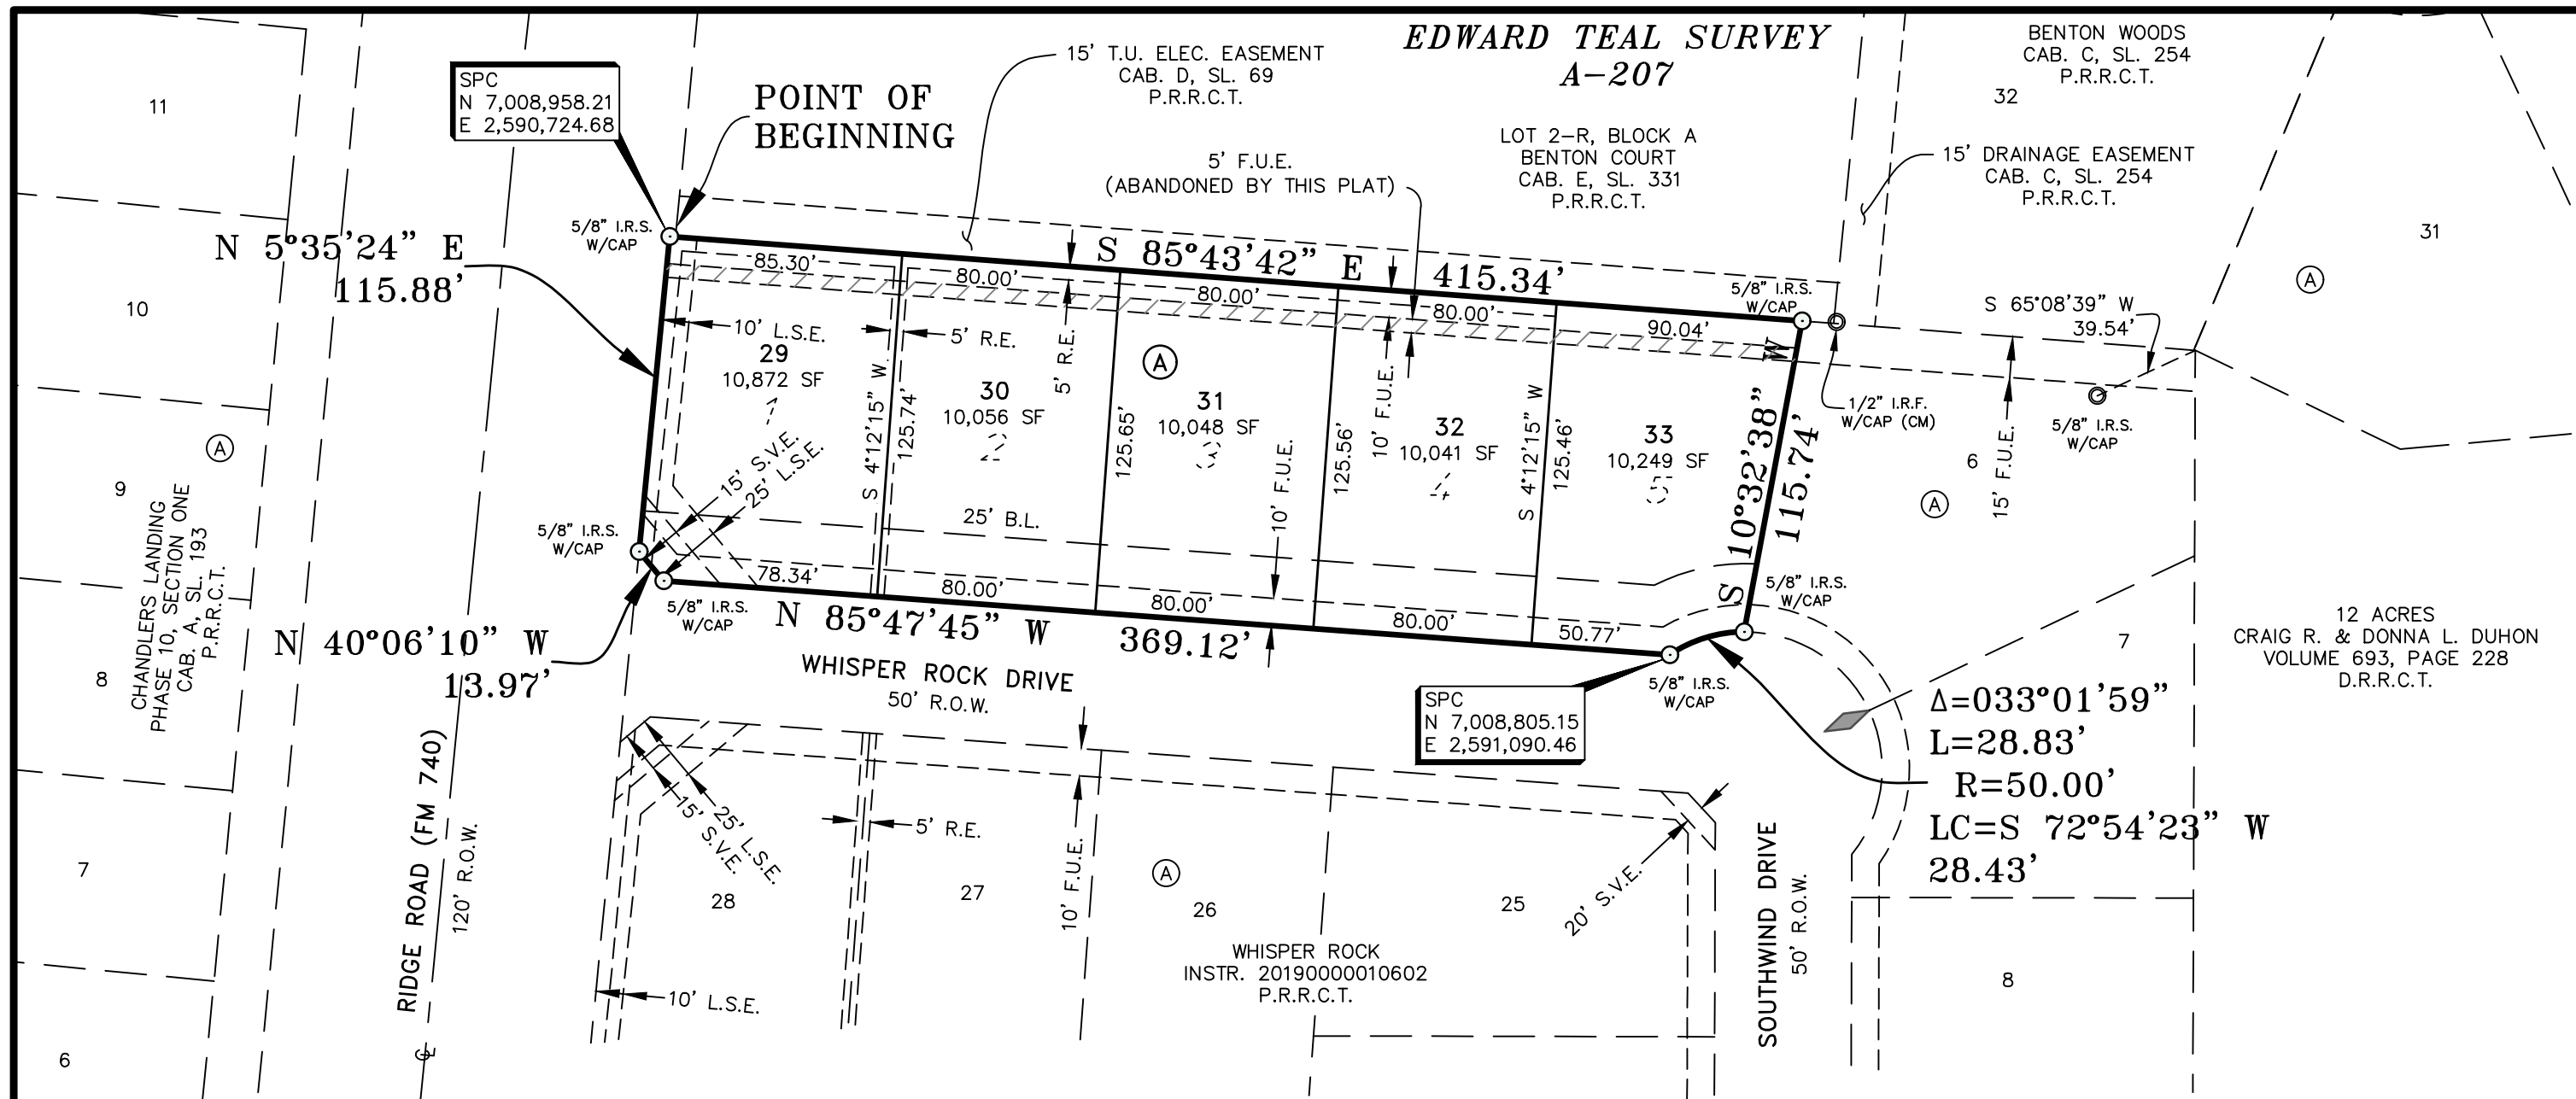 EDWARD TEAL SURVEY
A-207
BENTON WOODS
CAB. C, SL. 254
P.R.R.C.T.
32
15' T.U. ELEC. EASEMENT
CAB. D, SL. 69
P.R.R.C.T.
SPC
N 7,008,958.21
E 2,590,724.68
POINT OF
BEGINNING
11
LOT 2-R, BLOCK A
BENTON COURT
CAB. E, SL. 331
P.R.R.C.T.
5' F.U.E.
(ABANDONED BY THIS PLAT)
15' DRAINAGE EASEMENT
CAB. C, SL. 254
P.R.R.C.T.
31
A
5/8" I.R.S.
W/CAP
N 5°35'24" E
115.88'
S 85°43'42" E 415.34'
85.30'
80.00'
80.00'
80.00'
90.04'
5/8" I.R.S.
W/CAP
S 65°08'39" W
39.54'
10
10' L.S.E.
5' R.E.
5' R.E.
A
29
10,872 SF
1
30
10,056 SF
2
31
10,048 SF
3
32
10,041 SF
4
33
10,249 SF
5
S 4°12'15" W
125.74'
125.65'
125.56'
10' F.U.E.
S 4°12'15" W
125.46'
S 10°32'38" W
115.74'
1/2" I.R.F.
W/CAP (CM)
5/8" I.R.S.
W/CAP
15' F.U.E.
6
A
A
9
CHANDLERS LANDING
PHASE 10, SECTION ONE
CAB. A, SL. 193
P.R.R.C.T.
15' S.V.E.
25' L.S.E.
25' B.L.
10' F.U.E.
5/8" I.R.S.
W/CAP
5/8" I.R.S.
W/CAP
78.34'
80.00'
80.00'
80.00'
50.77'
5/8" I.R.S.
W/CAP
N 40°06'10" W
13.97'
N 85°47'45" W 369.12'
WHISPER ROCK DRIVE
50' R.O.W.
8
7
12 ACRES
CRAIG R. & DONNA L. DUHON
VOLUME 693, PAGE 228
D.R.R.C.T.
5/8" I.R.S.
W/CAP
SPC
N 7,008,805.15
E 2,591,090.46
Δ=033°01'59"
L=28.83'
R=50.00'
LC=S 72°54'23" W
28.43'
RIDGE ROAD (FM 740)
120' R.O.W.
15' S.V.E.
25' L.S.E.
5' R.E.
10' F.U.E.
A
20' S.V.E.
SOUTHWIND DRIVE
50' R.O.W.
7
28
27
26
25
WHISPER ROCK
INSTR. 20190000010602
P.R.R.C.T.
10' L.S.E.
8
6
℄